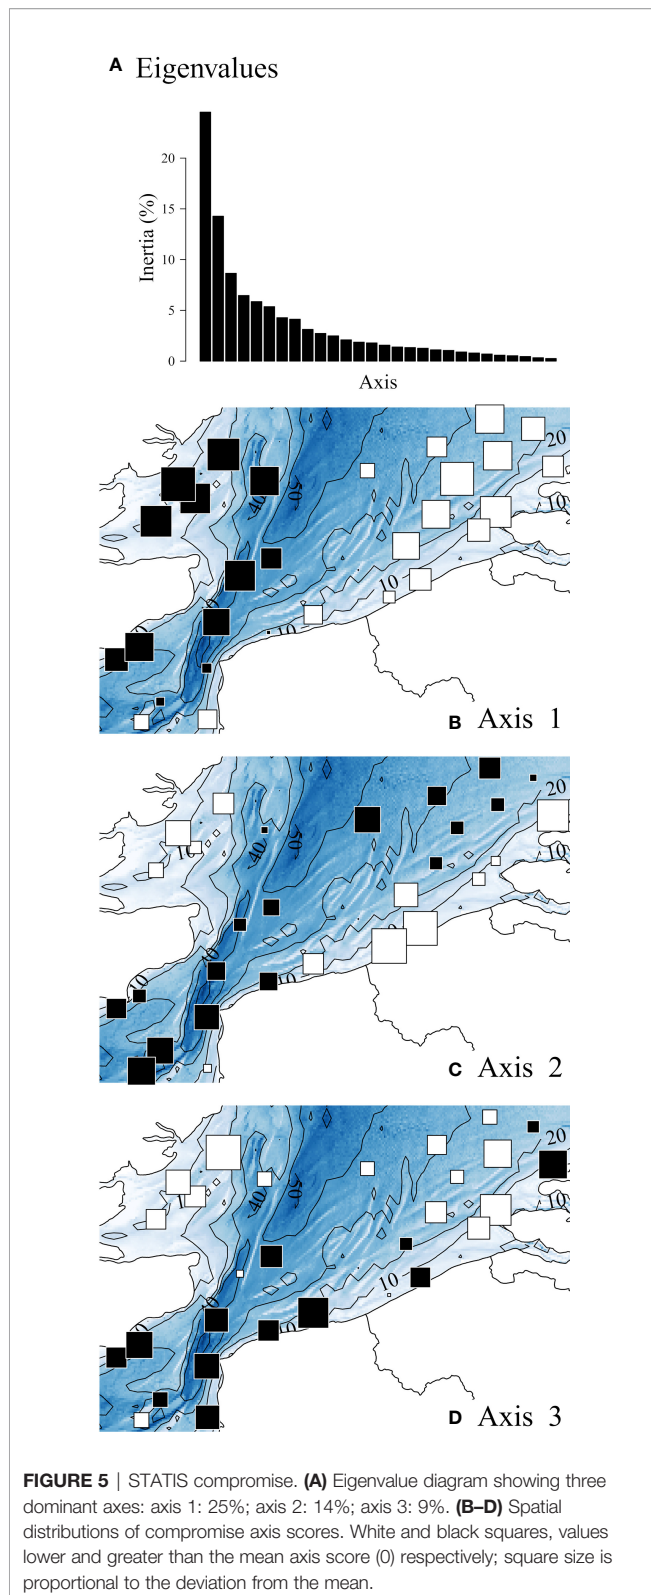 A Eigenvalues
20
15
10
5
0
Inertia (%)
Axis
40
50
20
10
10
10
B Axis 1
40
50
20
10
10
10
C Axis 2
40
50
20
10
10
10
D Axis 3
FIGURE 5 | STATIS compromise. (A) Eigenvalue diagram showing three
dominant axes: axis 1: 25%; axis 2: 14%; axis 3: 9%. (B–D) Spatial
distributions of compromise axis scores. White and black squares, values
lower and greater than the mean axis score (0) respectively; square size is
proportional to the deviation from the mean.